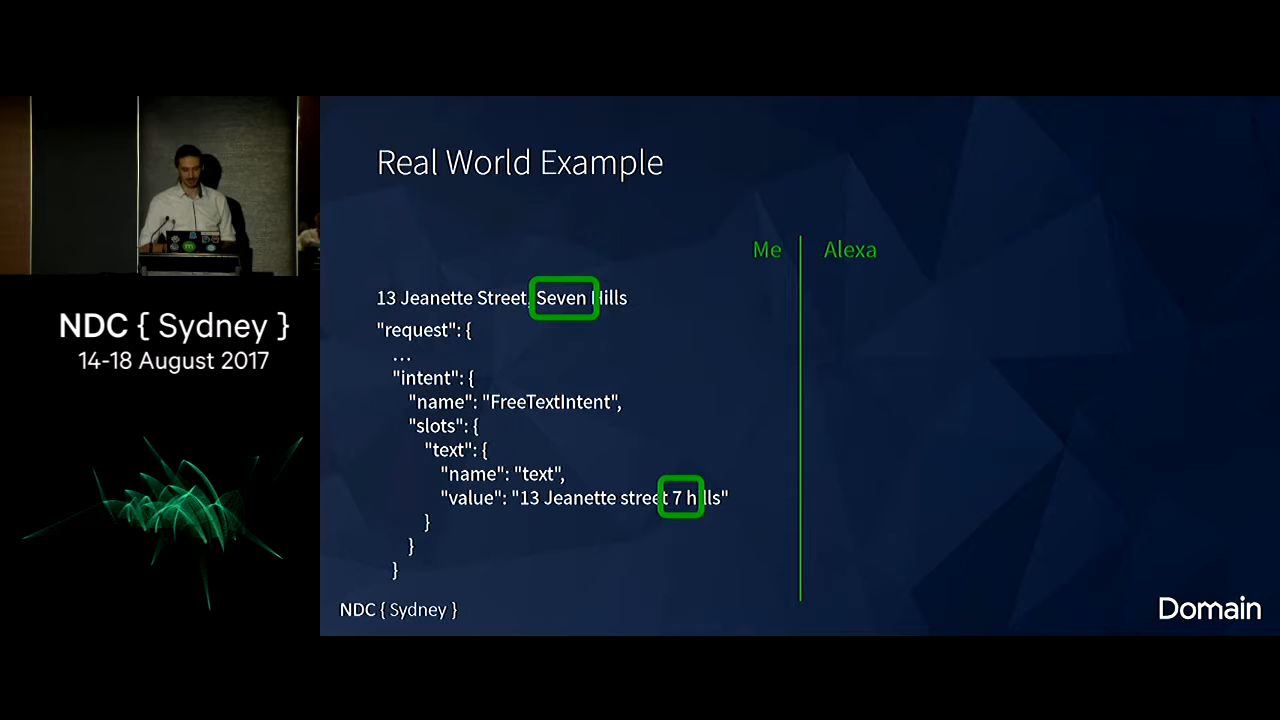 Real World Example
Me
Alexa
13 Jeanette Street, Seven Hills
"request": {
...
"intent": {
"name": "FreeTextIntent",
"slots": {
"text": {
"name": "text",
"value": "13 Jeanette street 7 hills"
}
}
}
NDC { Sydney }
Domain
NDC { Sydney }
14-18 August 2017